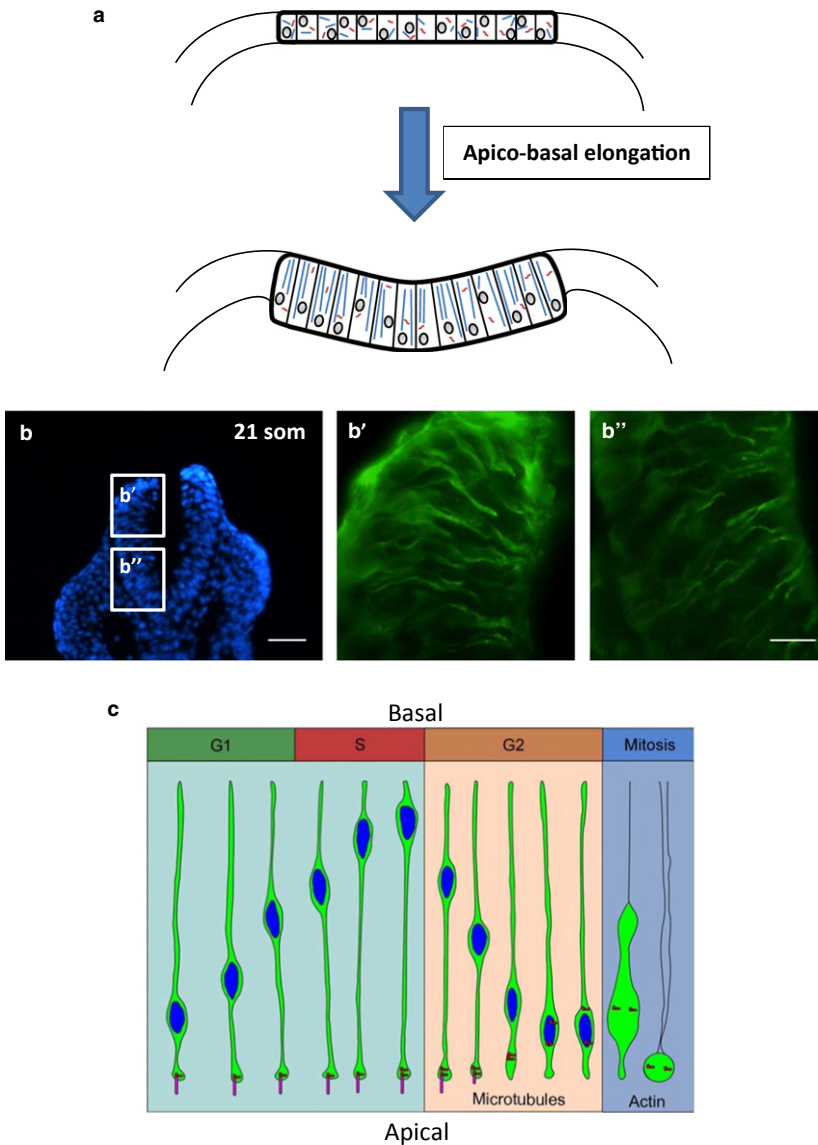 a
Apico-basal elongation
b
21 som
b’
b’’
b’
b’’
c
Basal
G1 S G2 Mitosis
Microtubules Actin
Apical